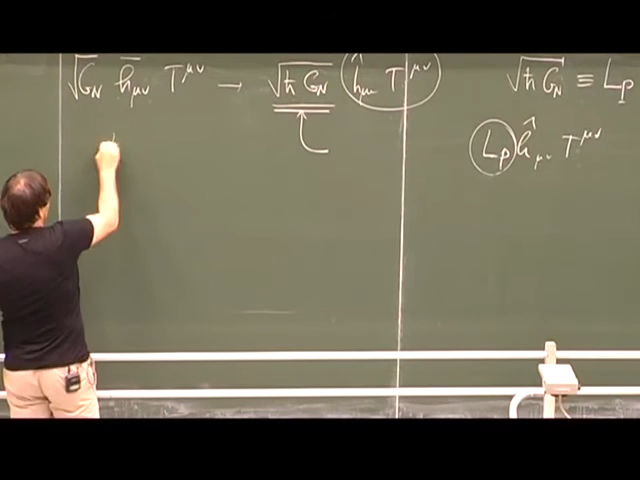 √G_N h̄_μν T^μν → √ħ G_N ĥ_μν T^μν √ħ G_N ≡ L_P
L_P ĥ_μν T^μν